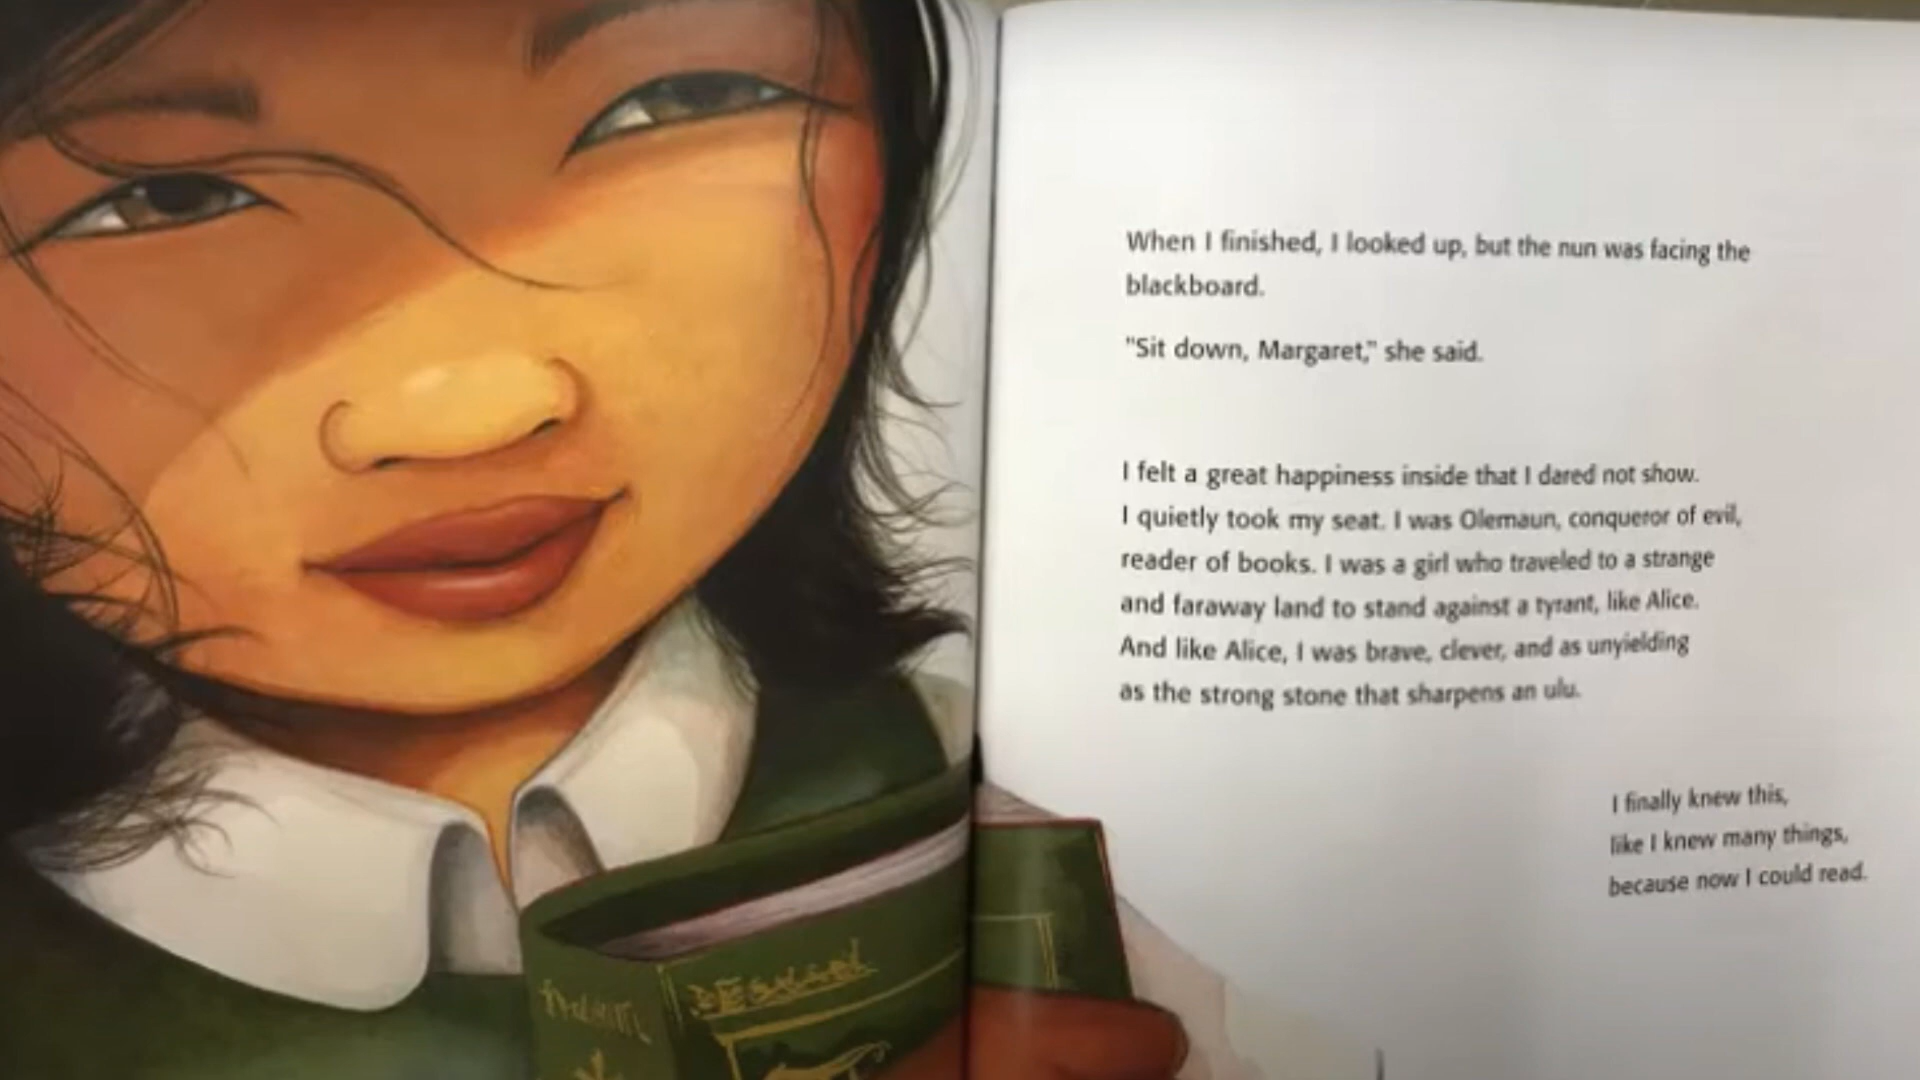 When I finished, I looked up, but the nun was facing the
blackboard.
"Sit down, Margaret," she said.
I felt a great happiness inside that I dared not show.
I quietly took my seat. I was Olemaun, conqueror of evil,
reader of books. I was a girl who traveled to a strange
and faraway land to stand against a tyrant, like Alice.
And like Alice, I was brave, clever, and as unyielding
as the strong stone that sharpens an ulu.
I finally knew this,
like I knew many things,
because now I could read.